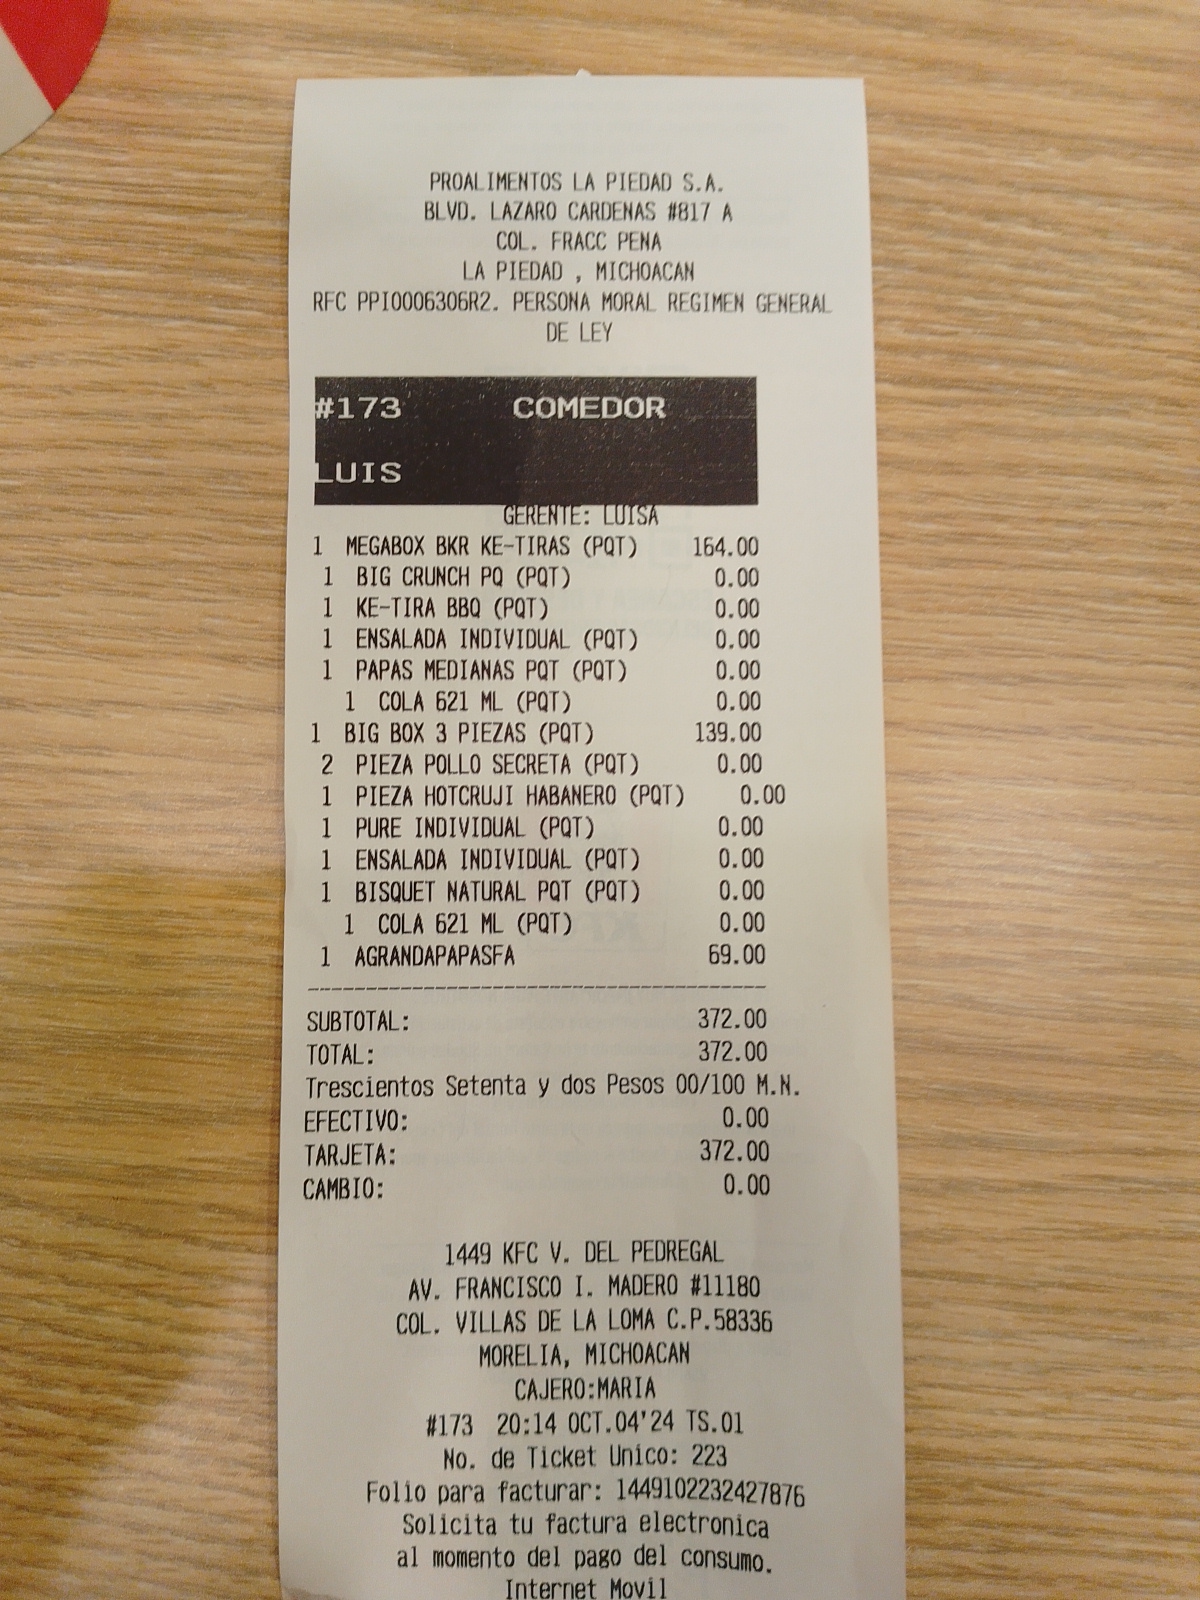 PROALIMENTOS LA PIEDAD S.A.
BLVD. LAZARO CARDENAS #817 A
COL. FRACC PENA
LA PIEDAD , MICHOACAN
RFC PPI0006306R2. PERSONA MORAL REGIMEN GENERAL
DE LEY
#173 COMEDOR
LUIS
GERENTE: LUISA
1 MEGABOX BKR KE-TIRAS (PQT) 164.00
1 BIG CRUNCH PQ (PQT) 0.00
1 KE-TIRA BBQ (PQT) 0.00
1 ENSALADA INDIVIDUAL (PQT) 0.00
1 PAPAS MEDIANAS PQT (PQT) 0.00
1 COLA 621 ML (PQT) 0.00
1 BIG BOX 3 PIEZAS (PQT) 139.00
2 PIEZA POLLO SECRETA (PQT) 0.00
1 PIEZA HOTCRUJI HABANERO (PQT) 0.00
1 PURE INDIVIDUAL (PQT) 0.00
1 ENSALADA INDIVIDUAL (PQT) 0.00
1 BISQUET NATURAL PQT (PQT) 0.00
1 COLA 621 ML (PQT) 0.00
1 AGRANDAPAPASFA 69.00
SUBTOTAL: 372.00
TOTAL: 372.00
Trescientos Setenta y dos Pesos 00/100 M.N.
EFECTIVO: 0.00
TARJETA: 372.00
CAMBIO: 0.00
1449 KFC V. DEL PEDREGAL
AV. FRANCISCO I. MADERO #11180
COL. VILLAS DE LA LOMA C.P.58336
MORELIA, MICHOACAN
CAJERO:MARIA
#173 20:14 OCT.04'24 TS.01
No. de Ticket Unico: 223
Folio para facturar: 1449102232427876
Solicita tu factura electronica
al momento del pago del consumo.
Internet Movil